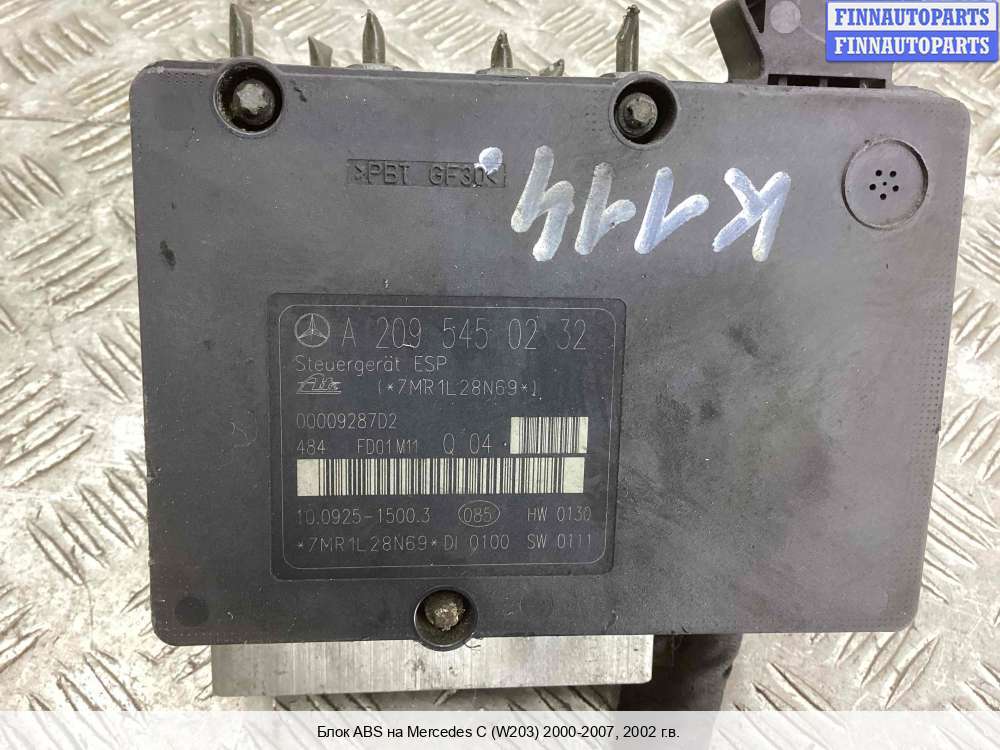 FINNAUTOPARTS
FINNAUTOPARTS
>PBT GF30<
K114
A 209 545 02 32
Steuergerät ESP
Ate (*7MR1L28N69*)
00009287D2
484 FD01M11 Q 04
10.0925-1500.3 085 HW 0130
*7MR1L28N69* DI 0100 SW 0111
Блок ABS на Mercedes C (W203) 2000-2007, 2002 г.в.